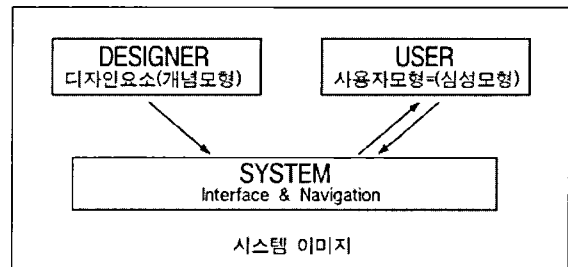 DESIGNER
디자인요소(개념모형)
USER
사용자모형=(심성모형)
SYSTEM
Interface & Navigation
시스템 이미지